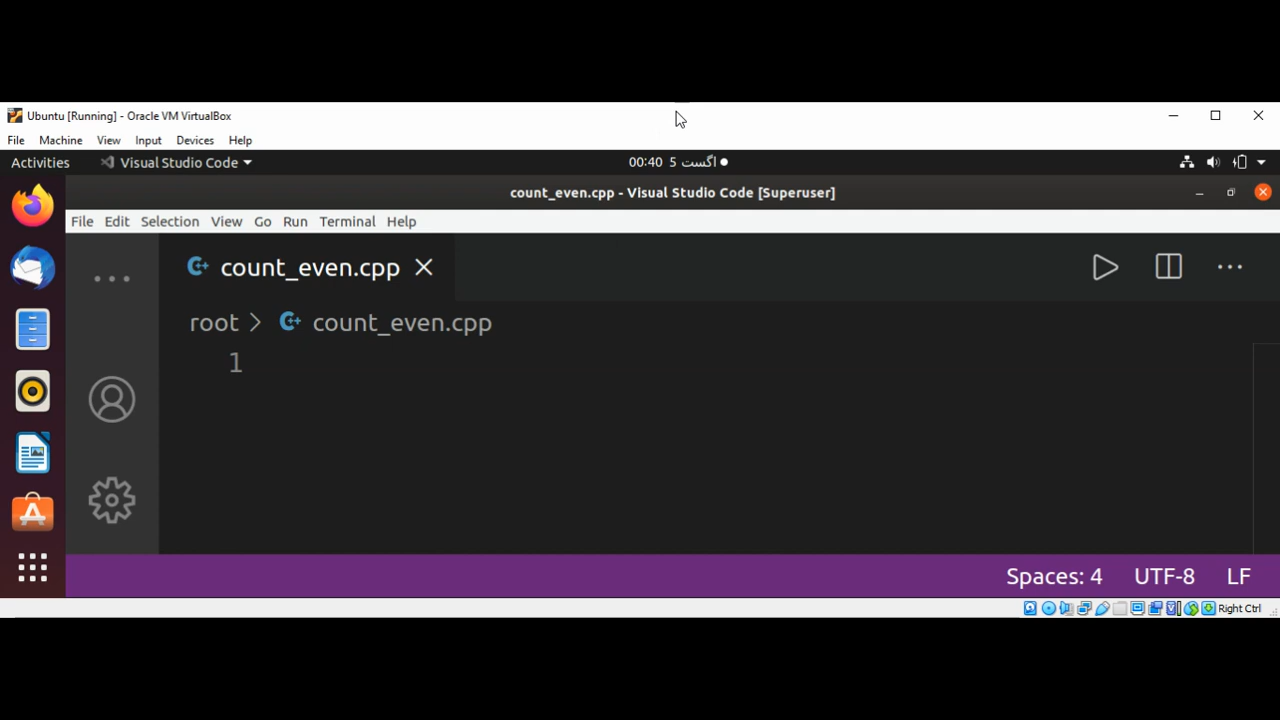 Ubuntu [Running] - Oracle VM VirtualBox
File Machine View Input Devices Help
Activities Visual Studio Code 00:40 5 اگست
count_even.cpp - Visual Studio Code [Superuser]
File Edit Selection View Go Run Terminal Help
count_even.cpp
root > count_even.cpp
1
Spaces: 4 UTF-8 LF
Right Ctrl